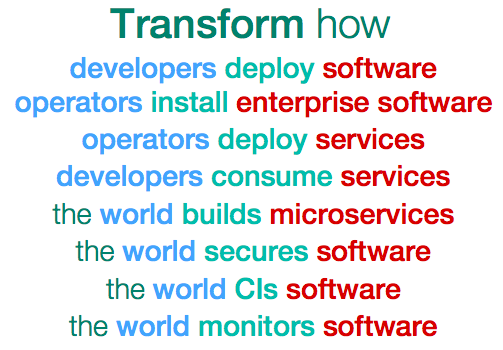 Transform how
developers deploy software
operators install enterprise software
operators deploy services
developers consume services
the world builds microservices
the world secures software
the world CIs software
the world monitors software